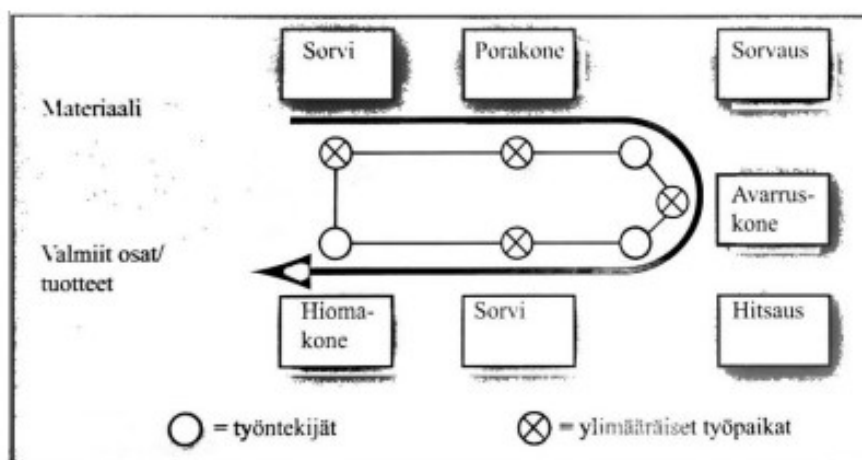 Sorvi
Porakone
Sorvaus
Materiaali
Avarrus-
kone
Valmiit osat/
tuotteet
Hioma-
kone
Sorvi
Hitsaus
= työntekijät
= ylimääräiset työpaikat